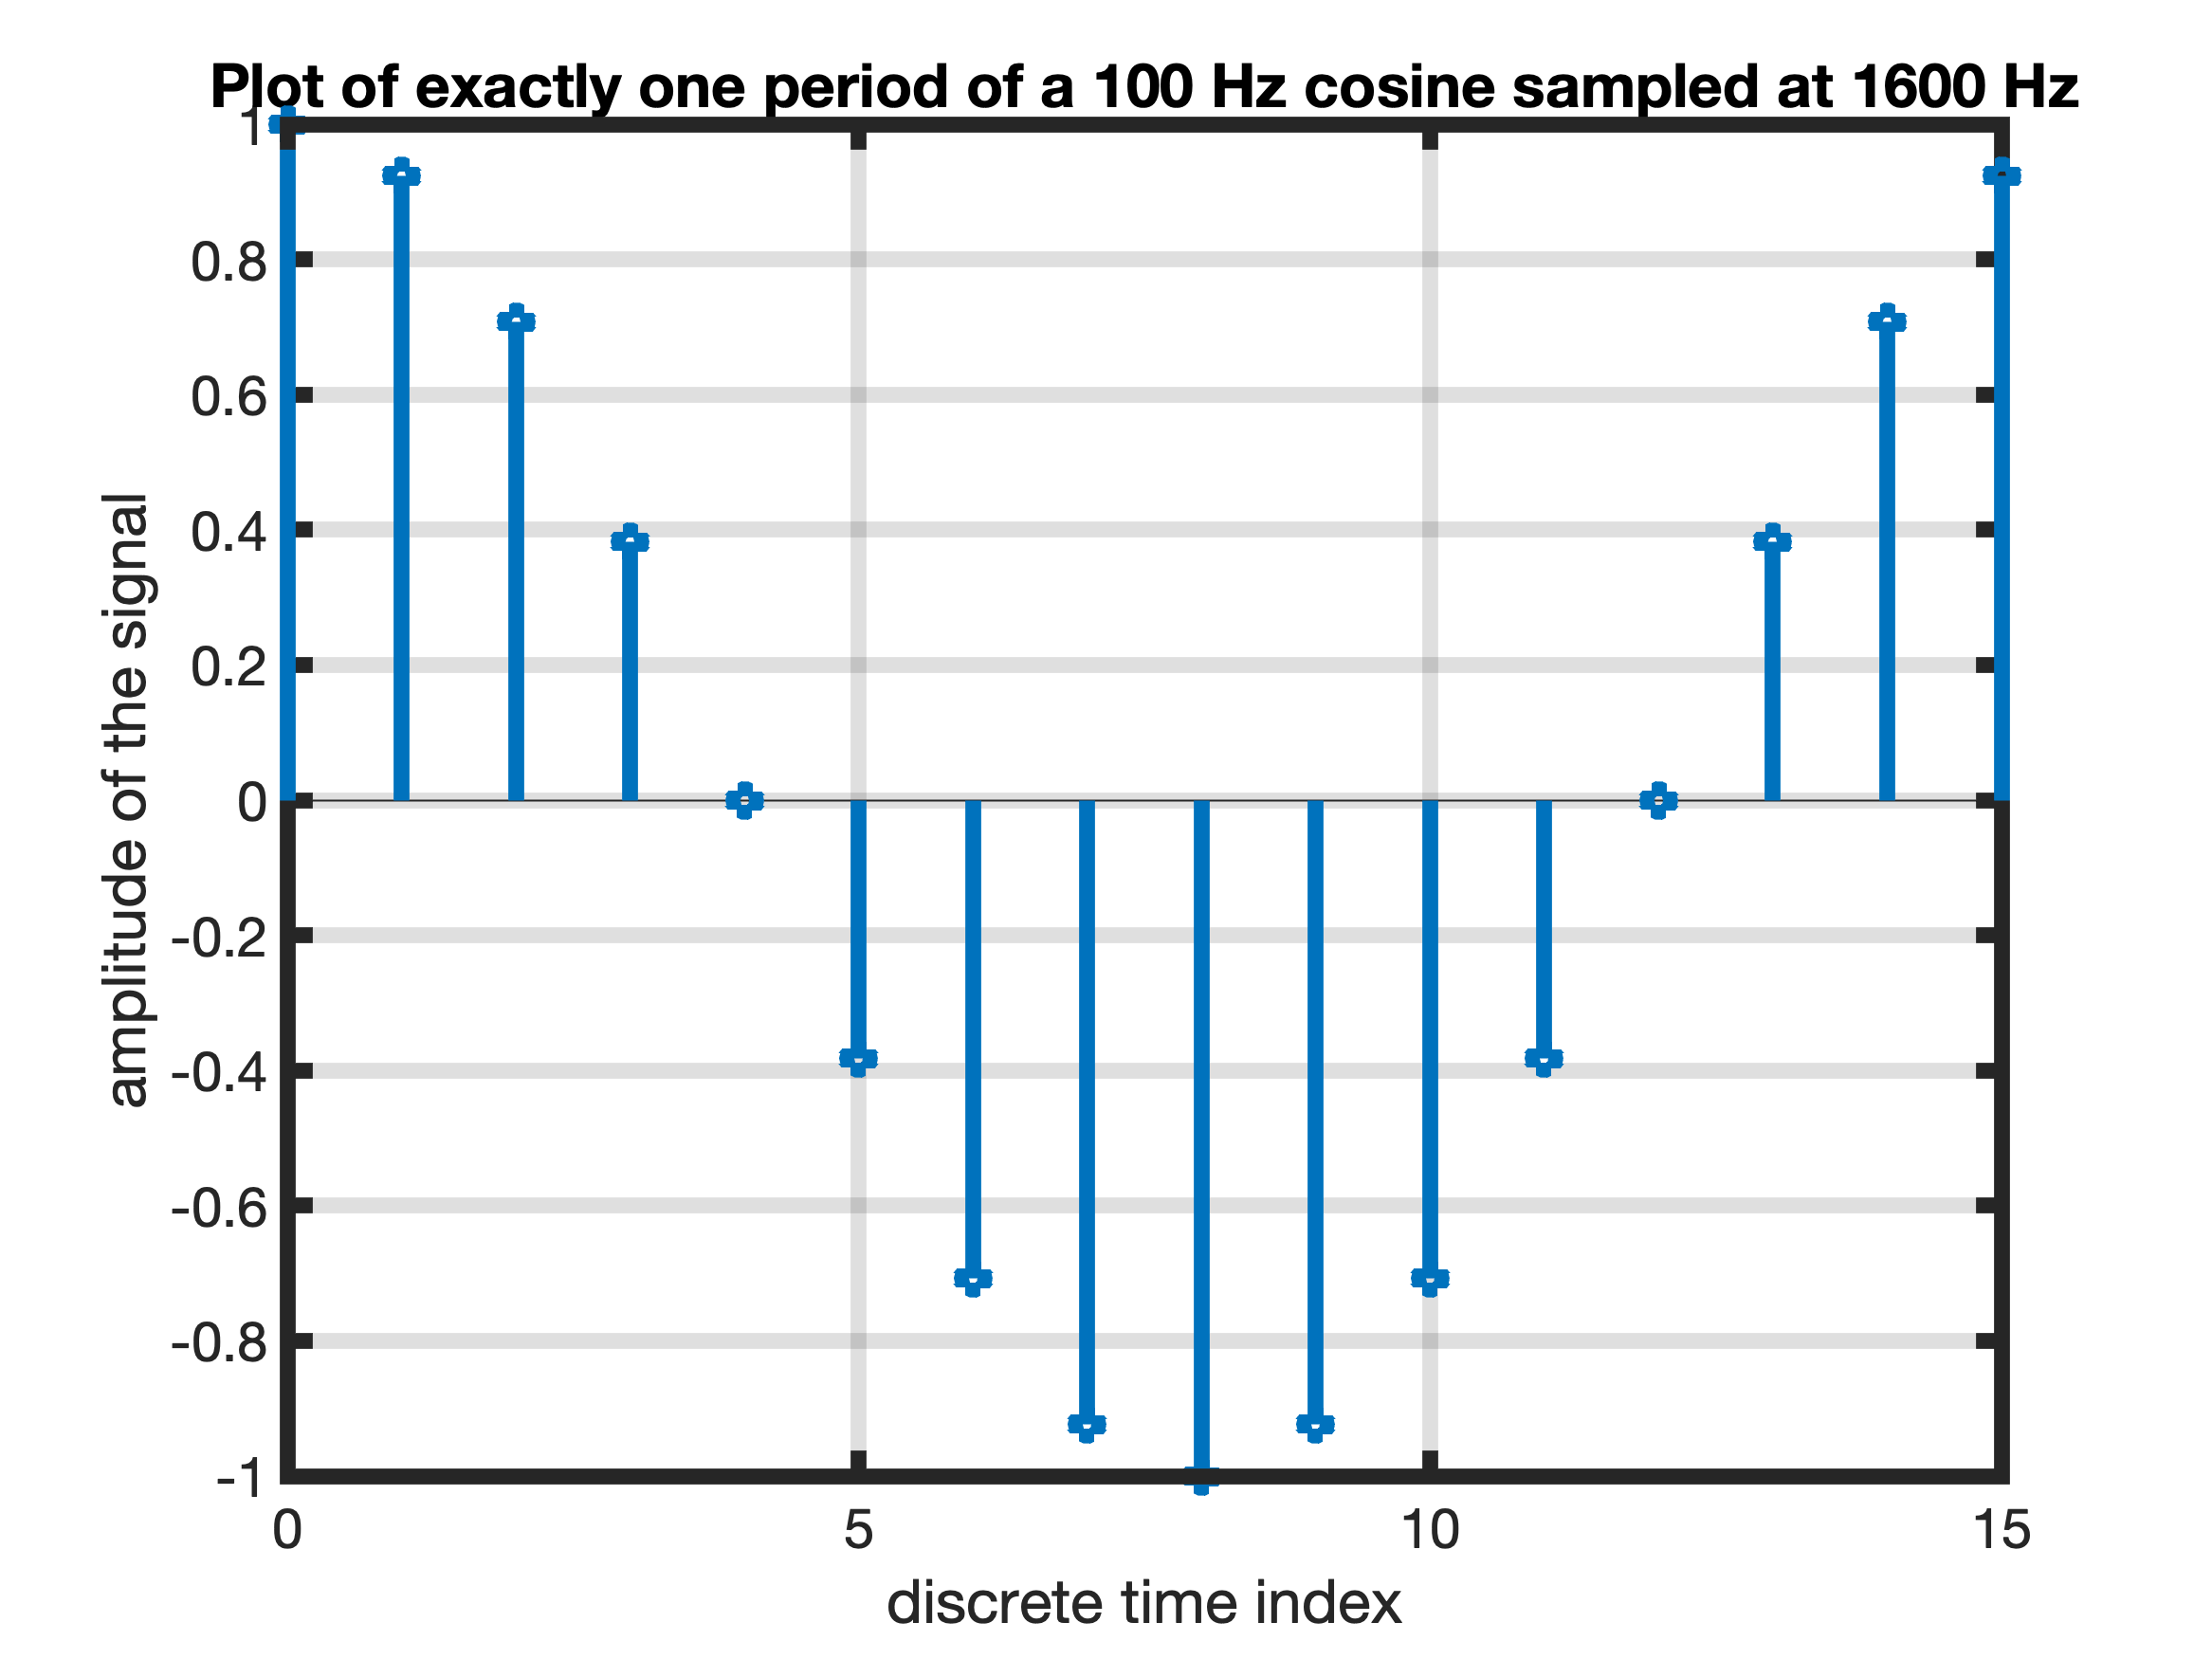 Plot of exactly one period of a 100 Hz cosine sampled at 1600 Hz
1
0.8
0.6
0.4
0.2
0
-0.2
-0.4
-0.6
-0.8
-1
amplitude of the signal
0 5 10 15
discrete time index